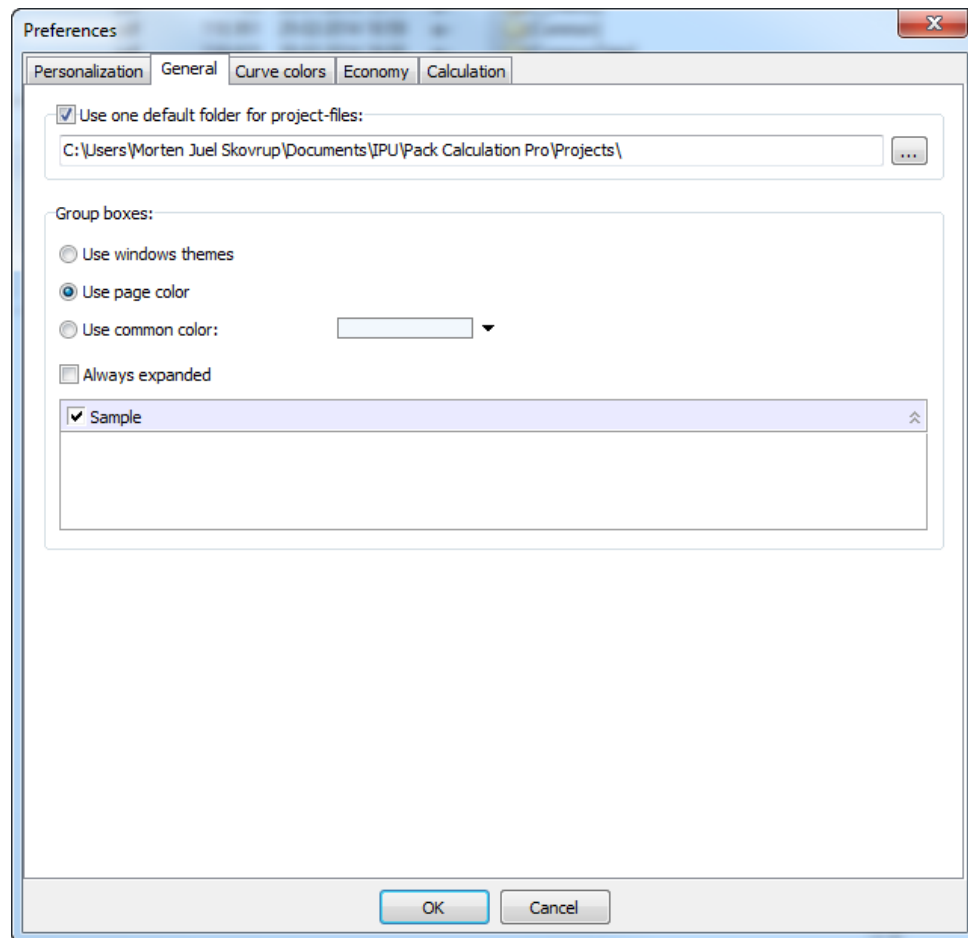 Preferences
Personalization General Curve colors Economy Calculation
Use one default folder for project-files:
C:\Users\Morten Juel Skovrup\Documents\IPU\Pack Calculation Pro\Projects\
...
Group boxes:
Use windows themes
Use page color
Use common color:
Always expanded
Sample
OK Cancel